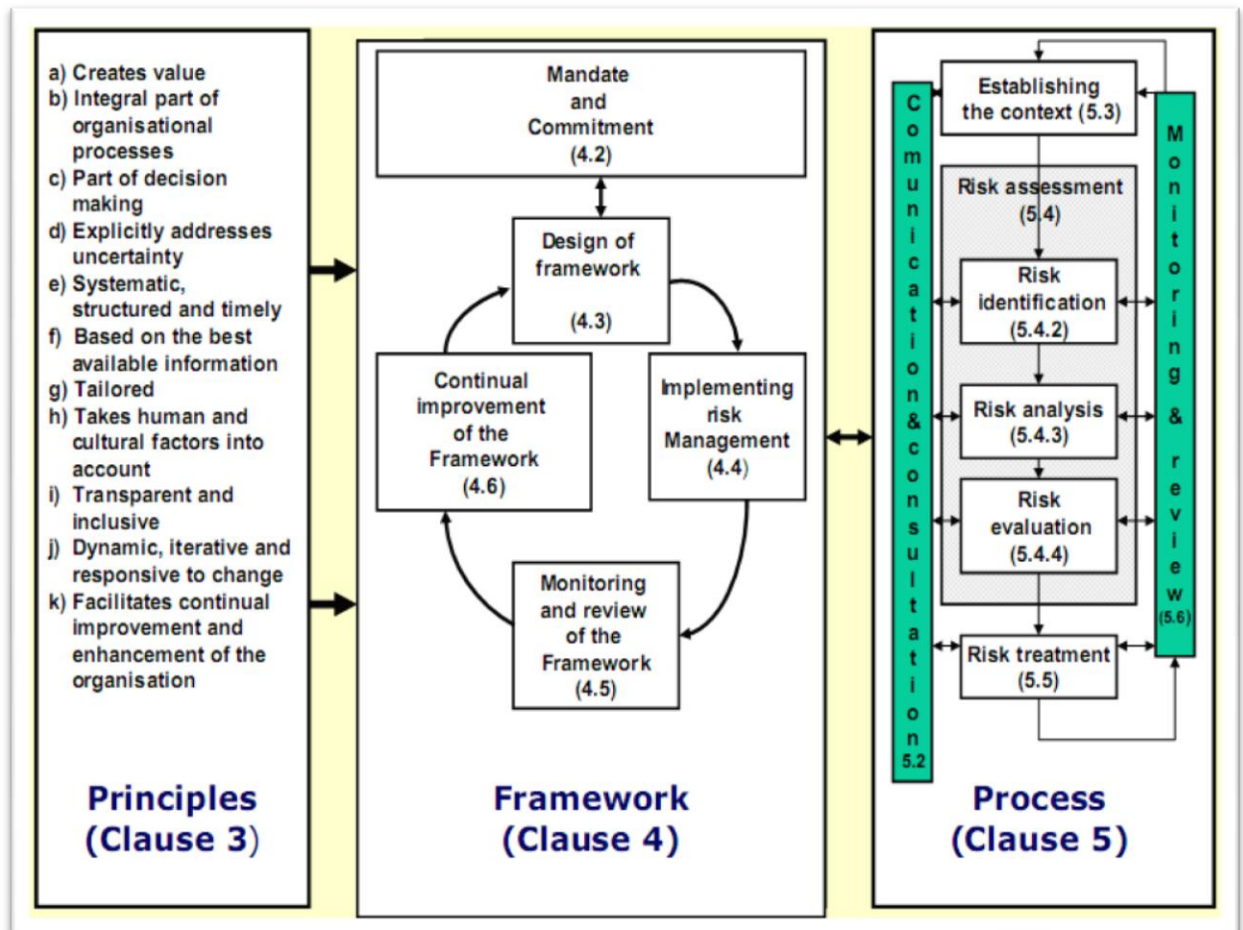 a) Creates value
b) Integral part of
organisational
processes
c) Part of decision
making
d) Explicitly addresses
uncertainty
e) Systematic,
structured and timely
f) Based on the best
available information
g) Tailored
h) Takes human and
cultural factors into
account
i) Transparent and
inclusive
j) Dynamic, iterative and
responsive to change
k) Facilitates continual
improvement and
enhancement of the
organisation
Principles
(Clause 3)
Mandate
and
Commitment
(4.2)
Design of
framework
(4.3)
Implementing
risk
Management
(4.4)
Monitoring
and review
of the
Framework
(4.5)
Continual
improvement
of the
Framework
(4.6)
Framework
(Clause 4)
Comunication&consultation
5.2
Establishing
the context (5.3)
Risk assessment
(5.4)
Risk
identification
(5.4.2)
Risk analysis
(5.4.3)
Risk
evaluation
(5.4.4)
Risk treatment
(5.5)
Monitoring & review
(5.6)
Process
(Clause 5)